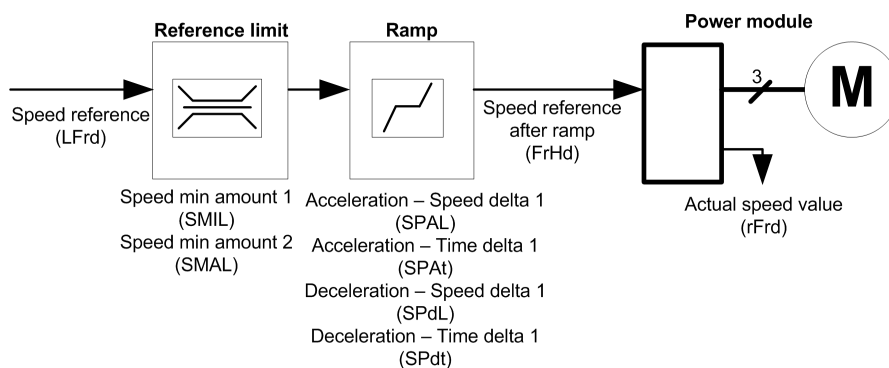 Reference limit
Ramp
Power module
Speed reference
(LFrd)
Speed reference
after ramp
(FrHd)
3
M
Actual speed value
(rFrd)
Speed min amount 1
(SMIL)
Speed min amount 2
(SMAL)
Acceleration – Speed delta 1
(SPAL)
Acceleration – Time delta 1
(SPAt)
Deceleration – Speed delta 1
(SPdL)
Deceleration – Time delta 1
(SPdt)